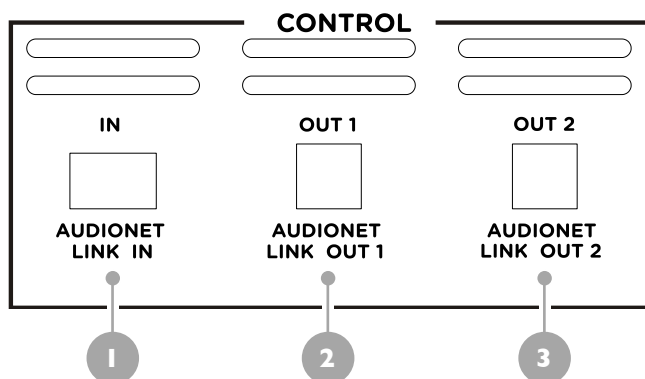 CONTROL
IN
OUT 1
OUT 2
AUDIONET
LINK IN
AUDIONET
LINK OUT 1
AUDIONET
LINK OUT 2
1
2
3